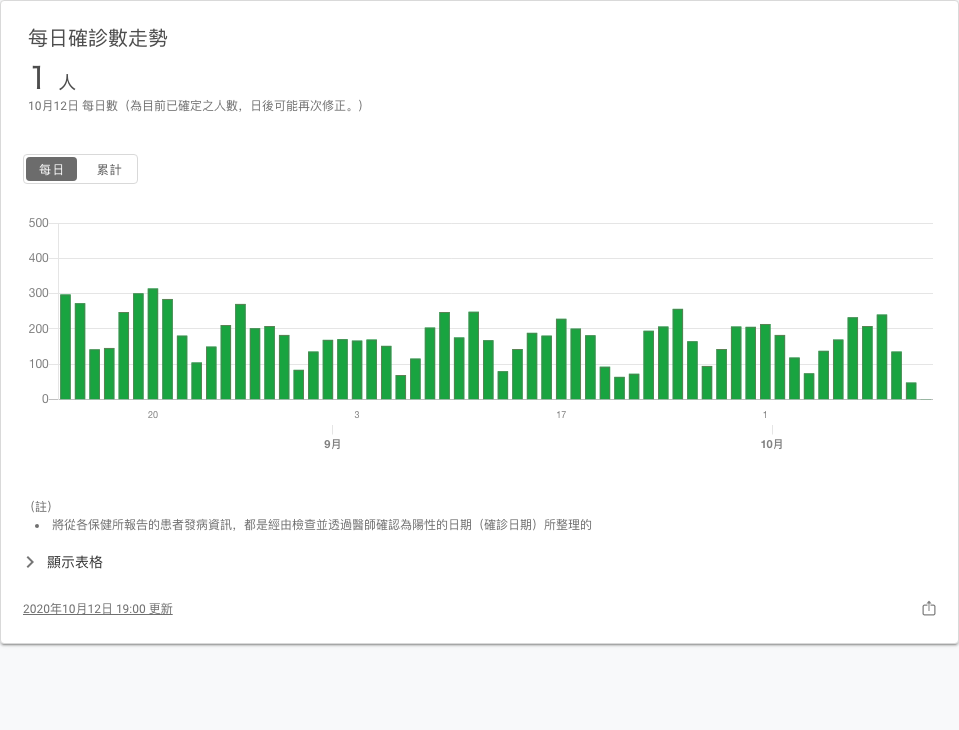 每日確診數走勢
1 人
10月12日 每日數（為目前已確定之人數，日後可能再次修正。）
每日 累計
500
400
300
200
100
0
20 3 17 1
9月 10月
（註）
• 將從各保健所報告的患者發病資訊，都是經由檢查並透過醫師確認為陽性的日期（確診日期）所整理的
顯示表格
2020年10月12日 19:00 更新